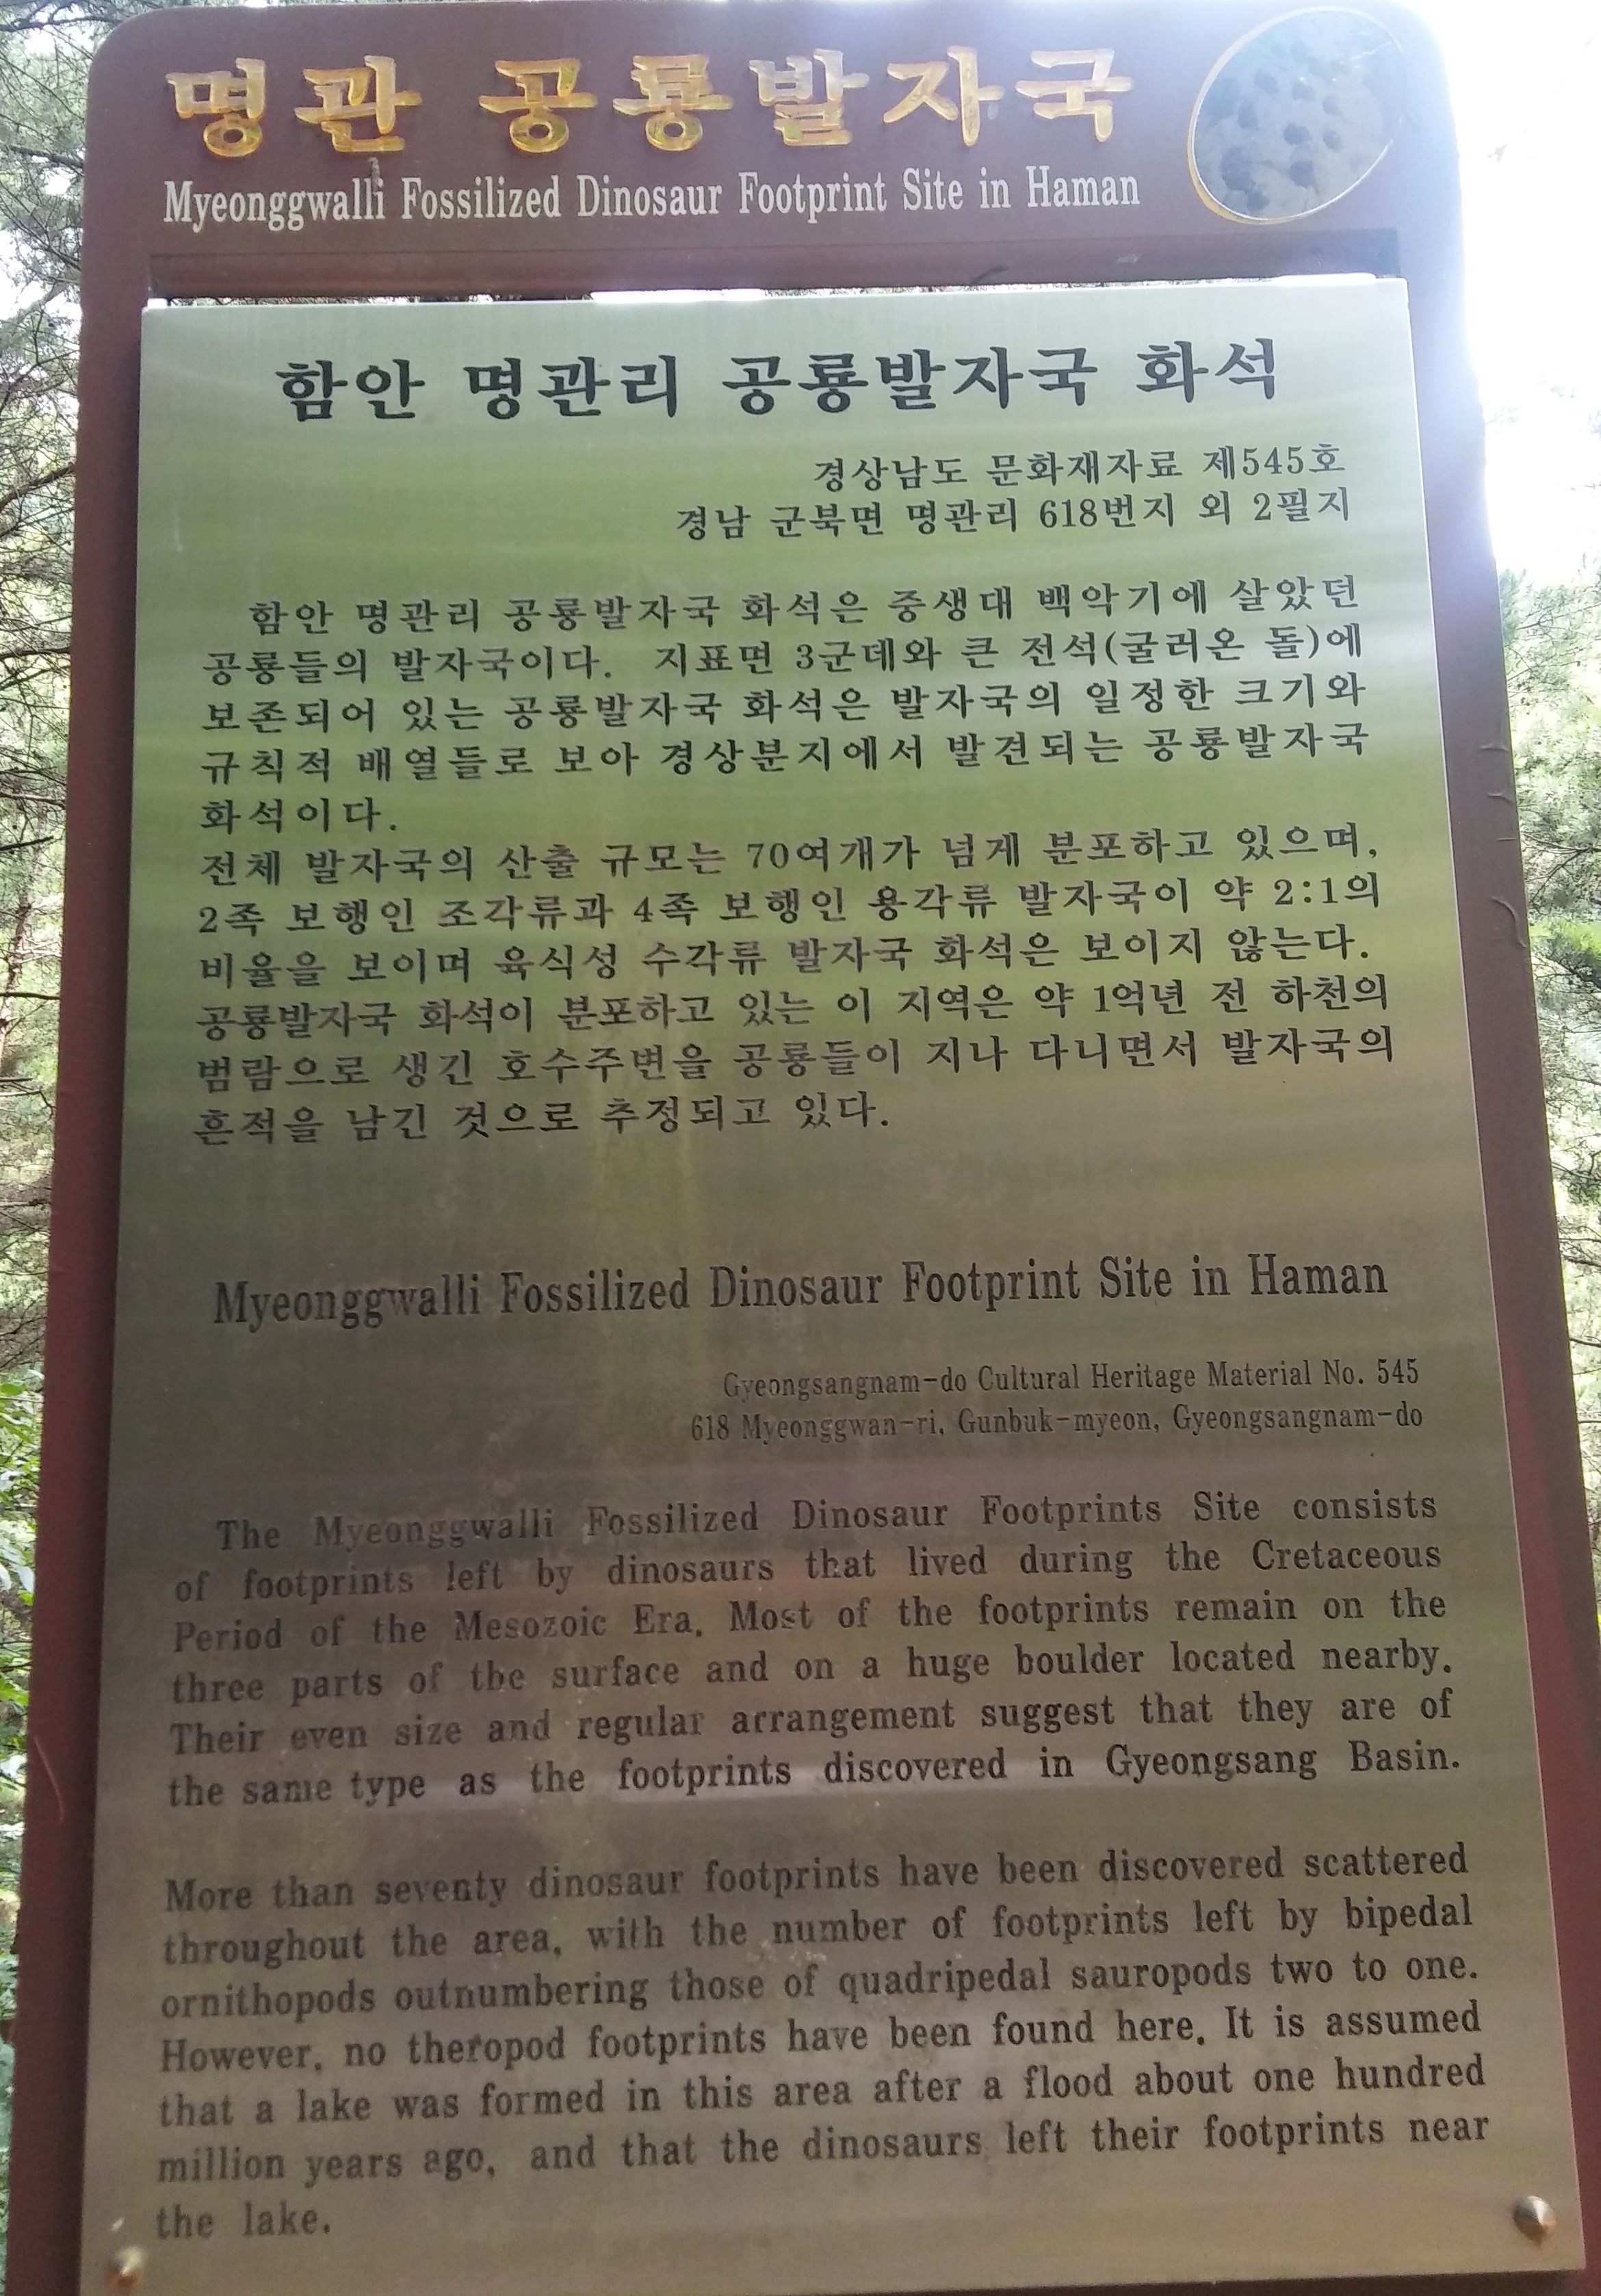 명관 공룡발자국
Myeonggwalli Fossilized Dinosaur Footprint Site in Haman
함안 명관리 공룡발자국 화석
경상남도 문화재자료 제545호
경남 군북면 명관리 618번지 외 2필지
함안 명관리 공룡발자국 화석은 중생대 백악기에 살았던
공룡들의 발자국이다. 지표면 3군데와 큰 전석(굴러온 돌)에
보존되어 있는 공룡발자국 화석은 발자국의 일정한 크기와
규칙적 배열들로 보아 경상분지에서 발견되는 공룡발자국
화석이다.
전체 발자국의 산출 규모는 70여개가 넘게 분포하고 있으며,
2족 보행인 조각류과 4족 보행인 용각류 발자국이 약 2:1의
비율을 보이며 육식성 수각류 발자국 화석은 보이지 않는다.
공룡발자국 화석이 분포하고 있는 이 지역은 약 1억년 전 하천의
범람으로 생긴 호수주변을 공룡들이 지나 다니면서 발자국의
흔적을 남긴 것으로 추정되고 있다.
Myeonggwalli Fossilized Dinosaur Footprint Site in Haman
Gyeongsangnam-do Cultural Heritage Material No. 545
618 Myeonggwan-ri, Gunbuk-myeon, Gyeongsangnam-do
The Myeonggwalli Fossilized Dinosaur Footprints Site consists
of footprints left by dinosaurs that lived during the Cretaceous
Period of the Mesozoic Era. Most of the footprints remain on the
three parts of the surface and on a huge boulder located nearby.
Their even size and regular arrangement suggest that they are of
the same type as the footprints discovered in Gyeongsang Basin.
More than seventy dinosaur footprints have been discovered scattered
throughout the area, with the number of footprints left by bipedal
ornithopods outnumbering those of quadripedal sauropods two to one.
However, no theropod footprints have been found here. It is assumed
that a lake was formed in this area after a flood about one hundred
million years ago, and that the dinosaurs left their footprints near
the lake.